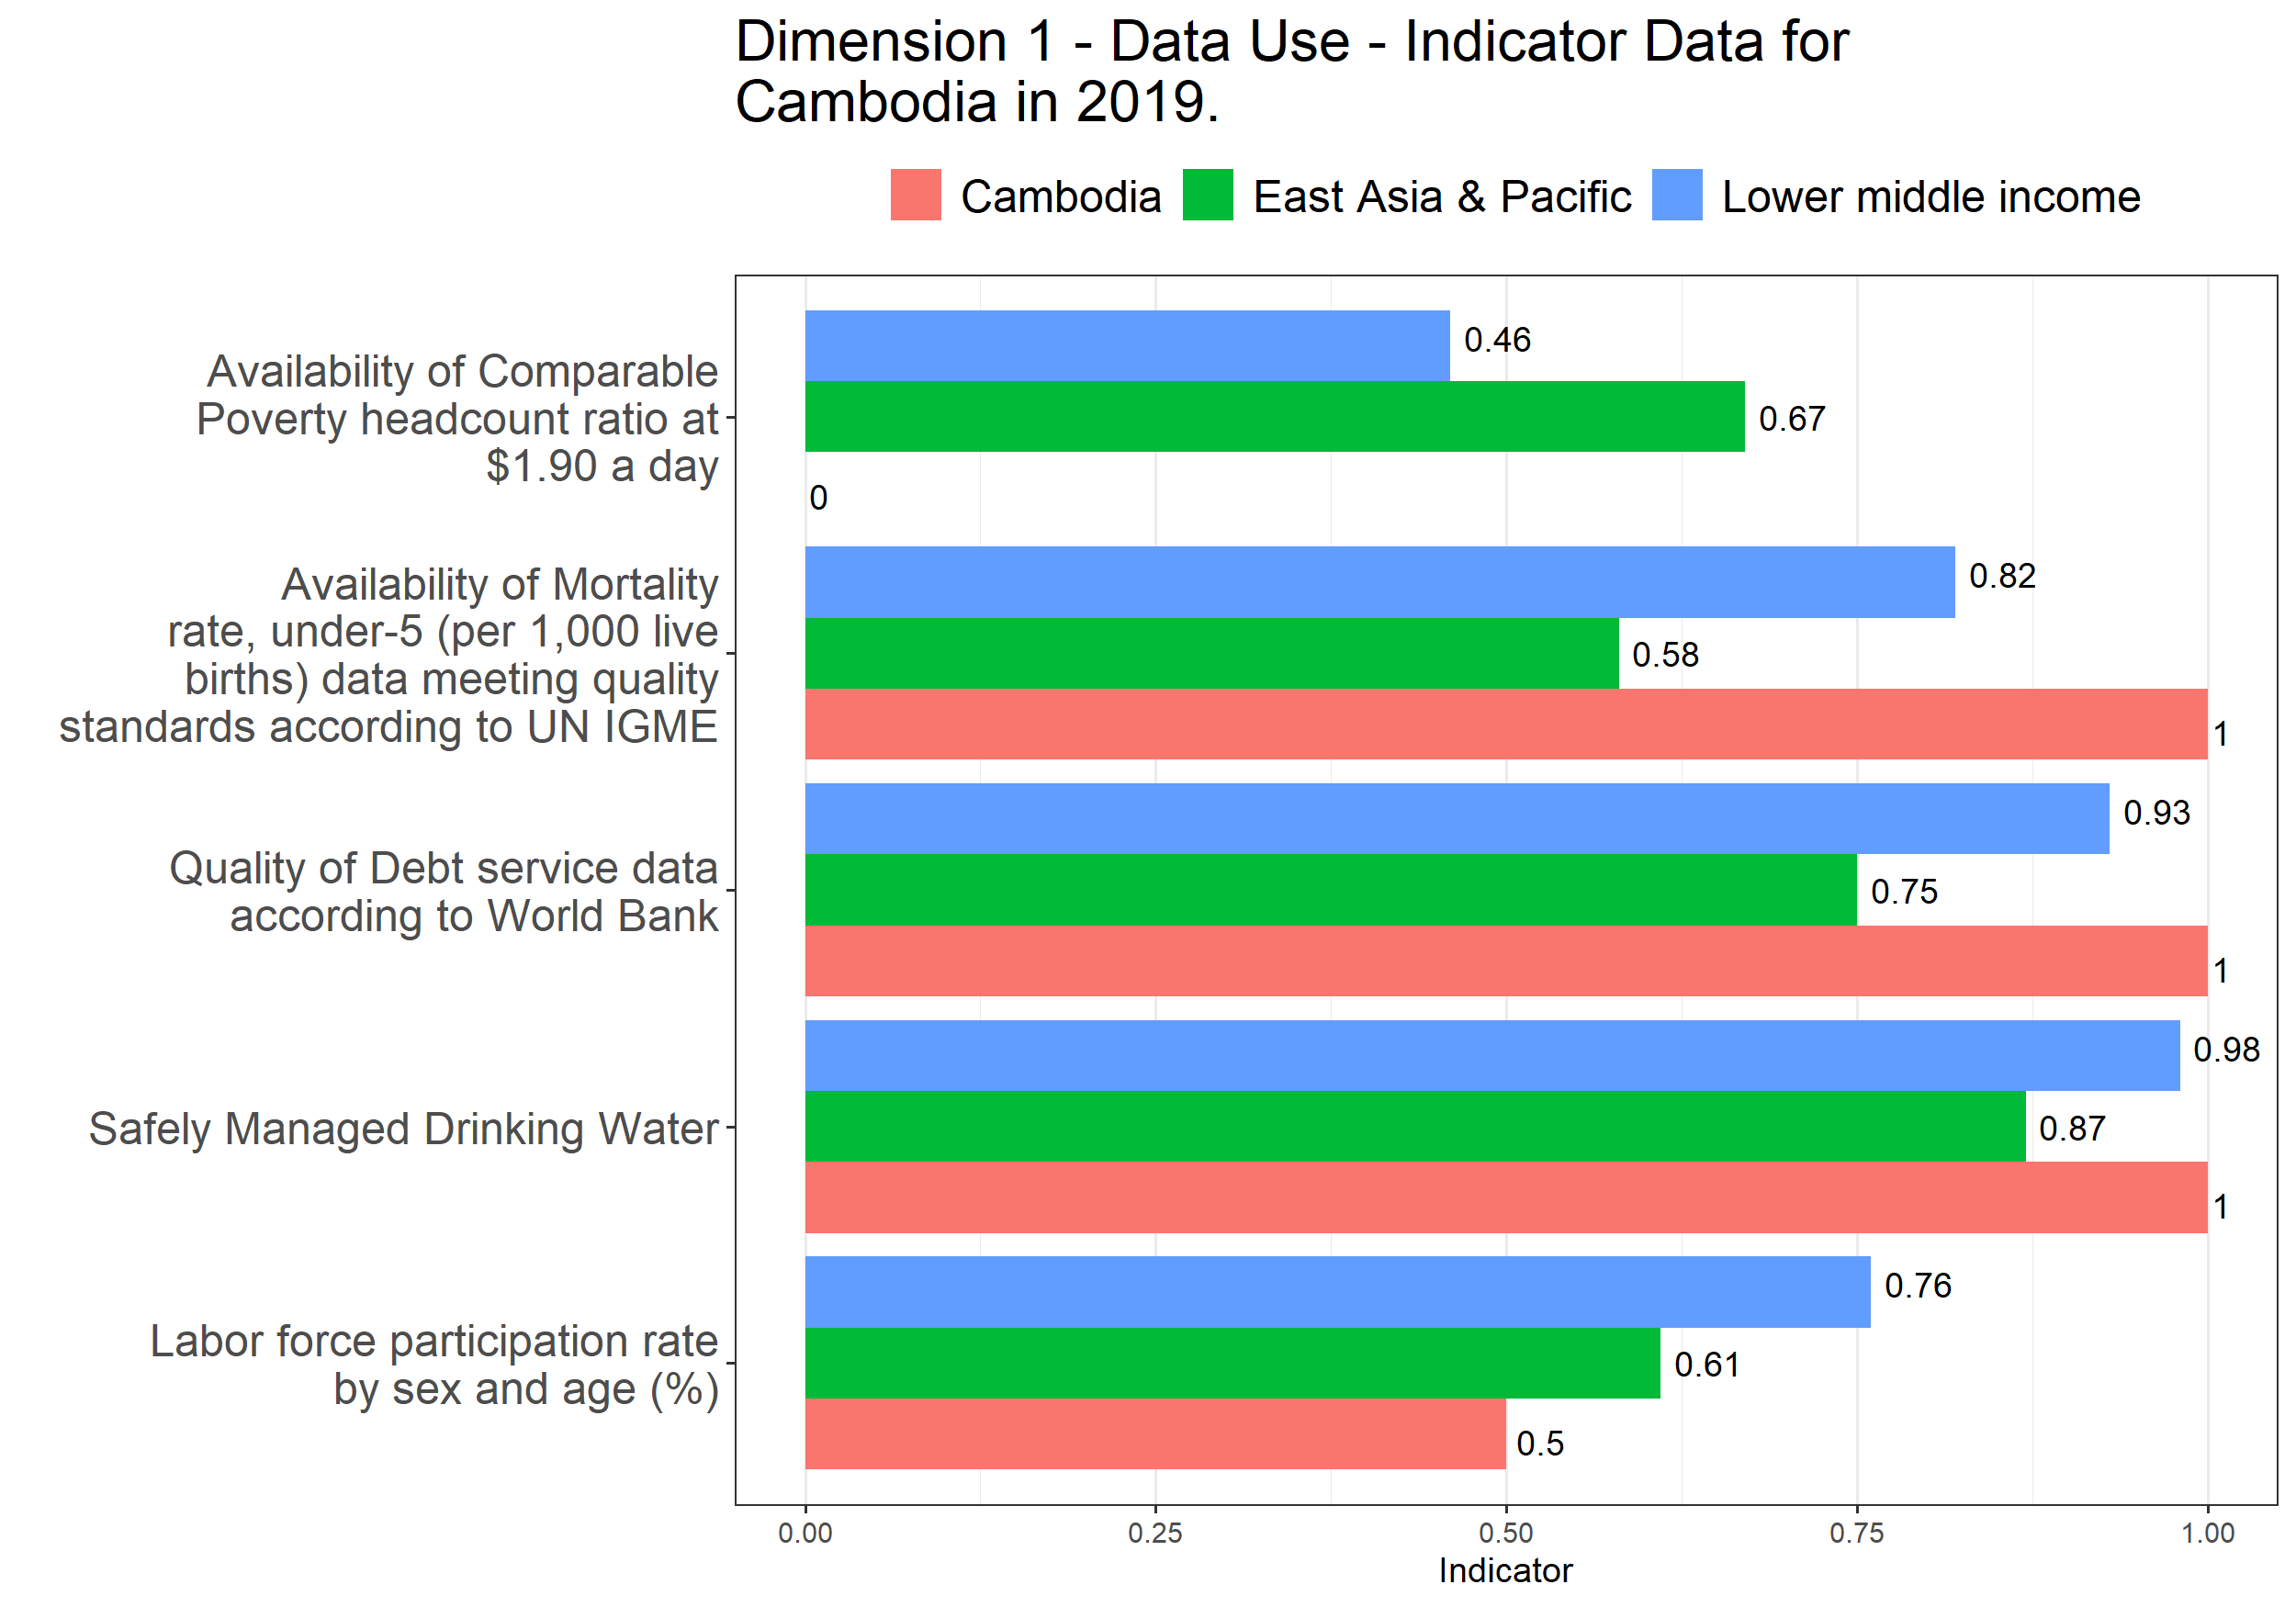 Dimension 1 - Data Use - Indicator Data for
Cambodia in 2019.
Cambodia
East Asia & Pacific
Lower middle income
Availability of Comparable
Poverty headcount ratio at
$1.90 a day
0.46
0.67
0
Availability of Mortality
rate, under-5 (per 1,000 live
births) data meeting quality
standards according to UN IGME
0.82
0.58
1
Quality of Debt service data
according to World Bank
0.93
0.75
1
Safely Managed Drinking Water
0.98
0.87
1
Labor force participation rate
by sex and age (%)
0.76
0.61
0.5
0.00
0.25
0.50
0.75
1.00
Indicator